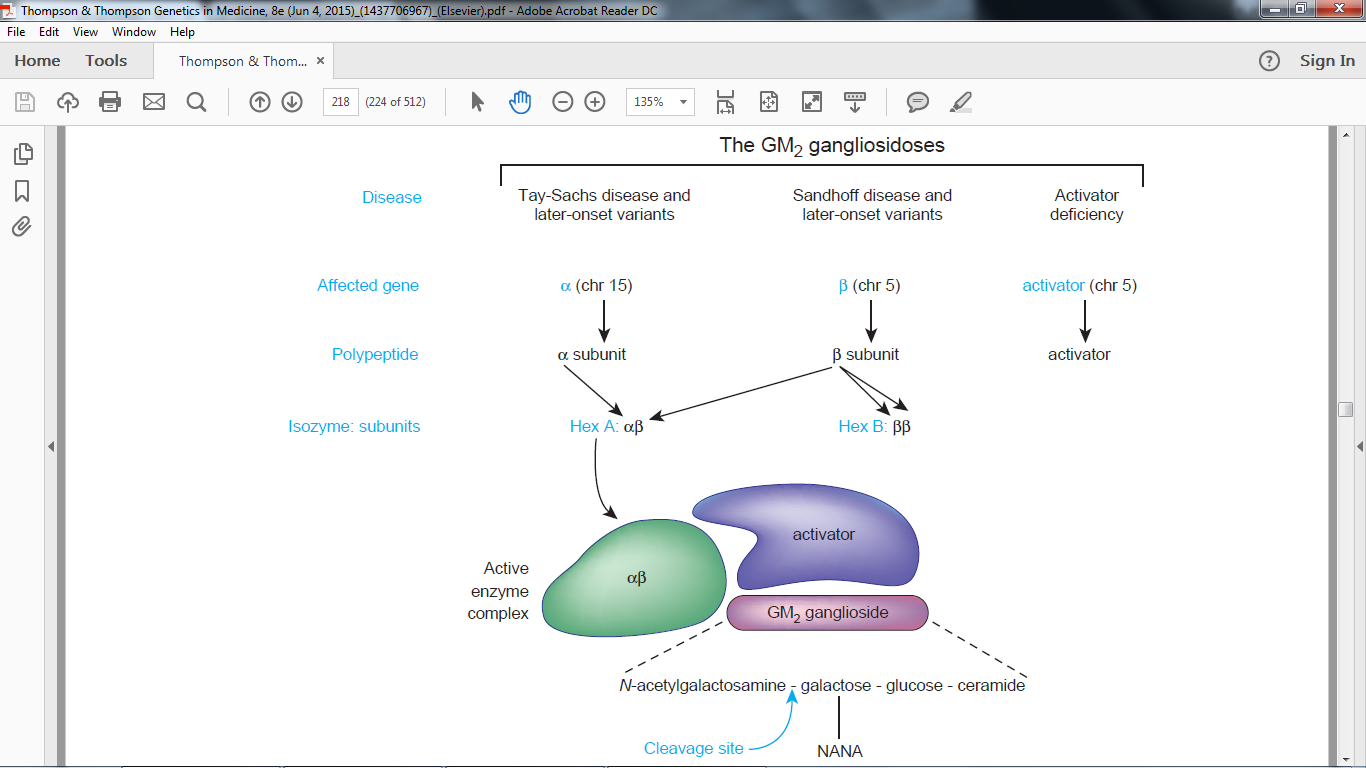 Thompson & Thompson Genetics in Medicine, 8e (Jun 4, 2015)_(1437706967)_(Elsevier).pdf - Adobe Acrobat Reader DC
File Edit View Window Help
Home Tools Thompson & Thom... × ? Sign In
218 (224 of 512) 135%
The GM2 gangliosidoses
Disease
Tay-Sachs disease and
later-onset variants
Sandhoff disease and
later-onset variants
Activator
deficiency
Affected gene α (chr 15) β (chr 5) activator (chr 5)
Polypeptide α subunit β subunit activator
Isozyme: subunits Hex A: αβ Hex B: ββ
activator
Active
enzyme
complex
αβ
GM2 ganglioside
N-acetylgalactosamine - galactose - glucose - ceramide
Cleavage site NANA